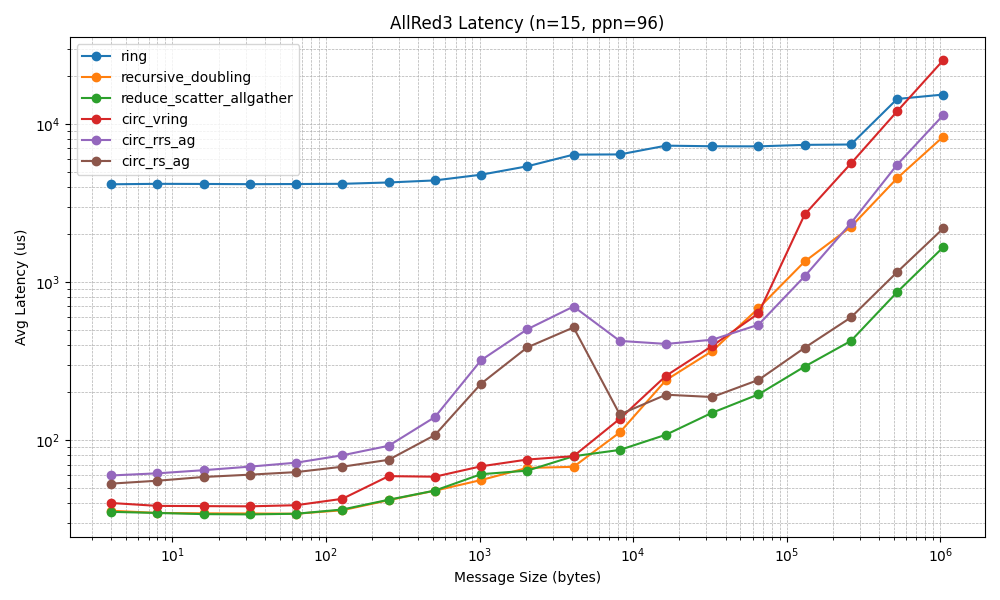 AllRed3 Latency (n=15, ppn=96)
ring
recursive_doubling
reduce_scatter_allgather
circ_vring
circ_rrs_ag
circ_rs_ag
Avg Latency (us)
10^4
10^3
10^2
10^1
10^2
10^3
10^4
10^5
10^6
Message Size (bytes)